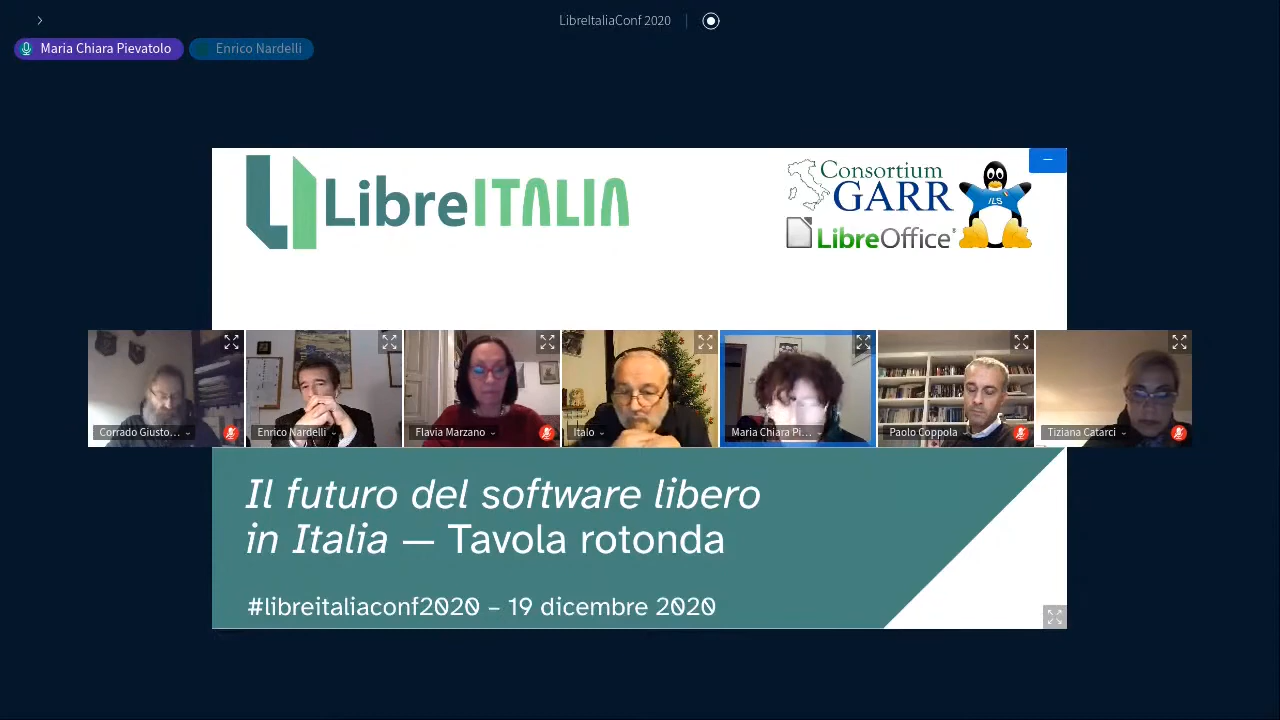 LibreItaliaConf 2020
Maria Chiara Pievatolo
Enrico Nardelli
LibreITALIA
Consortium
GARR
ILS
LibreOffice®
Corrado Giusto...
Enrico Nardelli
Flavia Marzano
Italo
Maria Chiara Pi...
Paolo Coppola
Tiziana Catarci
Il futuro del software libero
in Italia — Tavola rotonda
#libreitaliaconf2020 – 19 dicembre 2020